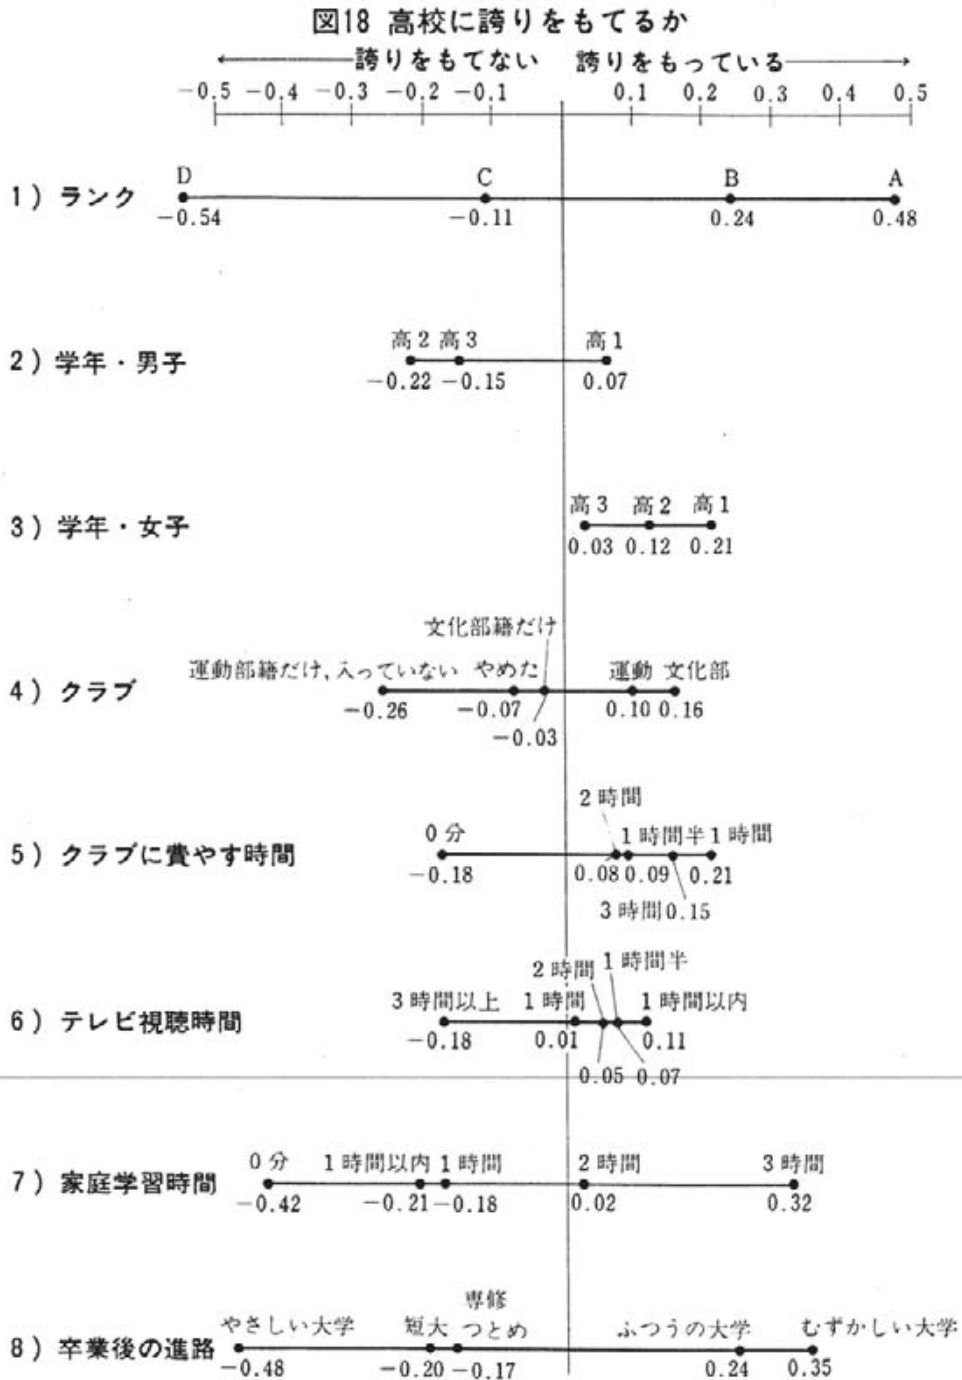 図18 高校に誇りをもてるか
誇りをもてない 誇りをもっている
－0.5 －0.4 －0.3 －0.2 －0.1 0.1 0.2 0.3 0.4 0.5
1）ランク
D C B A
－0.54 －0.11 0.24 0.48
2）学年・男子
高2 高3 高1
－0.22 －0.15 0.07
3）学年・女子
高3 高2 高1
0.03 0.12 0.21
文化部籍だけ
4）クラブ
運動部籍だけ,入っていない やめた 運動 文化部
－0.26 －0.07 0.10 0.16
－0.03
2時間
5）クラブに費やす時間
0分 1時間半 1時間
－0.18 0.08 0.09 0.21
3時間 0.15
2時間 1時間半
6）テレビ視聴時間
3時間以上 1時間 1時間以内
－0.18 0.01 0.11
0.05 0.07
7）家庭学習時間
0分 1時間以内 1時間 2時間 3時間
－0.42 －0.21 －0.18 0.02 0.32
専修
8）卒業後の進路
やさしい大学 短大 つとめ ふつうの大学 むずかしい大学
－0.48 －0.20 －0.17 0.24 0.35